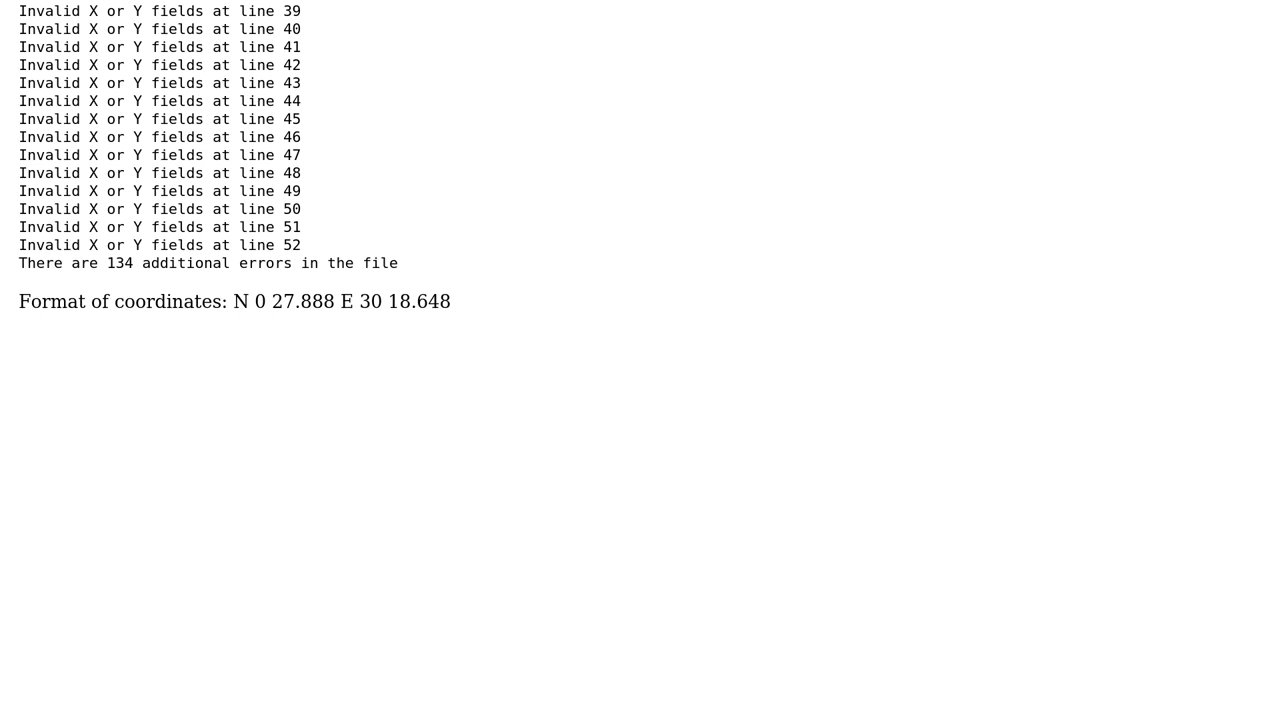 Invalid X or Y fields at line 39
Invalid X or Y fields at line 40
Invalid X or Y fields at line 41
Invalid X or Y fields at line 42
Invalid X or Y fields at line 43
Invalid X or Y fields at line 44
Invalid X or Y fields at line 45
Invalid X or Y fields at line 46
Invalid X or Y fields at line 47
Invalid X or Y fields at line 48
Invalid X or Y fields at line 49
Invalid X or Y fields at line 50
Invalid X or Y fields at line 51
Invalid X or Y fields at line 52
There are 134 additional errors in the file
Format of coordinates: N 0 27.888 E 30 18.648